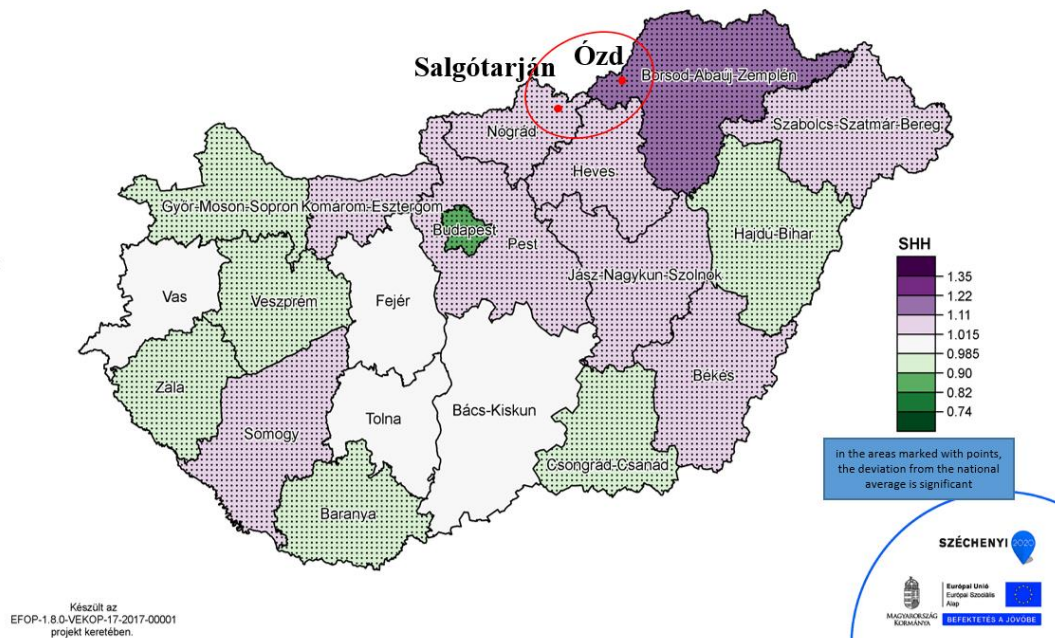 Ózd
Salgótarján
Borsod-Abaúj-Zemplén
Szabolcs-Szatmár-Bereg
Nógrád
Heves
Győr-Moson-Sopron
Komárom-Esztergom
Budapest
Pest
Hajdu-Bihar
Jász-Nagykun-Szolnok
Vas
Veszprém
Fejér
Zala
Somogy
Tolna
Bács-Kiskun
Békés
Csongrád-Csanád
Baranya
SHH
1.35
1.22
1.11
1.015
0.985
0.90
0.82
0.74
in the areas marked with points,
the deviation from the national
average is significant
SZÉCHENYI 2020
MAGYARORSZÁG
KORMÁNYA
Európai Unió
Európai Szociális
Alap
BEFEKTETÉS A JÖVŐBE
Készült az
EFOP-1.8.0-VEKOP-17-2017-00001
projekt keretében.